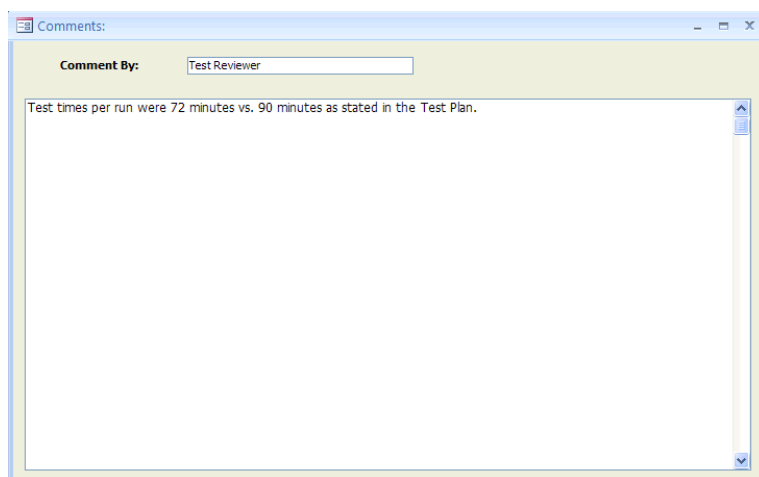 Comments:
Comment By: Test Reviewer
Test times per run were 72 minutes vs. 90 minutes as stated in the Test Plan.